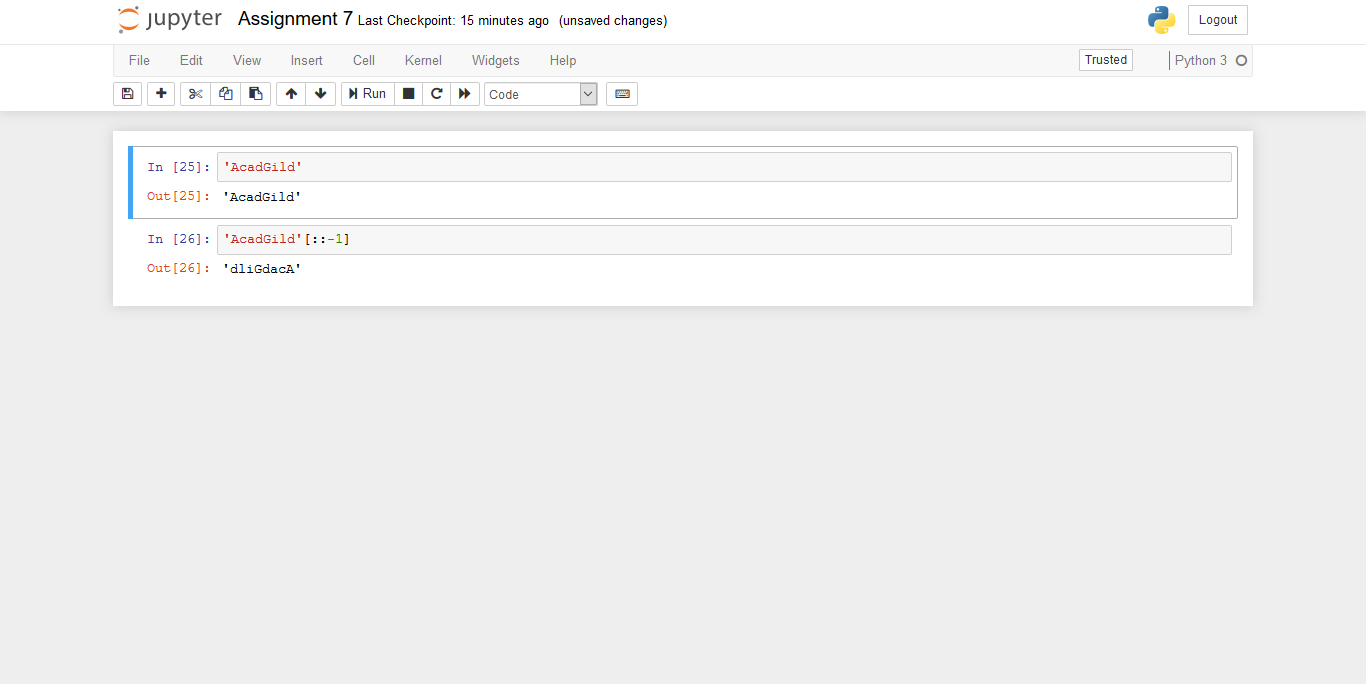 jupyter Assignment 7 Last Checkpoint: 15 minutes ago (unsaved changes) Logout
File Edit View Insert Cell Kernel Widgets Help Trusted Python 3
Run Code
In [25]: 'AcadGild'
Out[25]: 'AcadGild'
In [26]: 'AcadGild'[::-1]
Out[26]: 'dliGdacA'